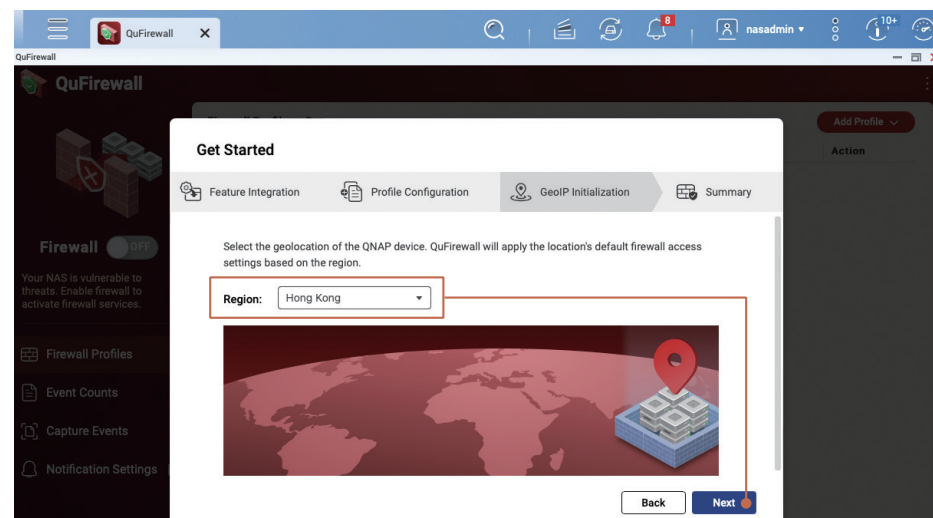 QuFirewall
8
nasadmin
10+
QuFirewall
QuFirewall
Add Profile
Action
Get Started
Feature Integration
Profile Configuration
GeoIP Initialization
Summary
Firewall
OFF
Your NAS is vulnerable to
threats. Enable firewall to
activate firewall services.
Firewall Profiles
Event Counts
Capture Events
Notification Settings
Select the geolocation of the QNAP device. QuFirewall will apply the location's default firewall access
settings based on the region.
Region: Hong Kong
Back
Next